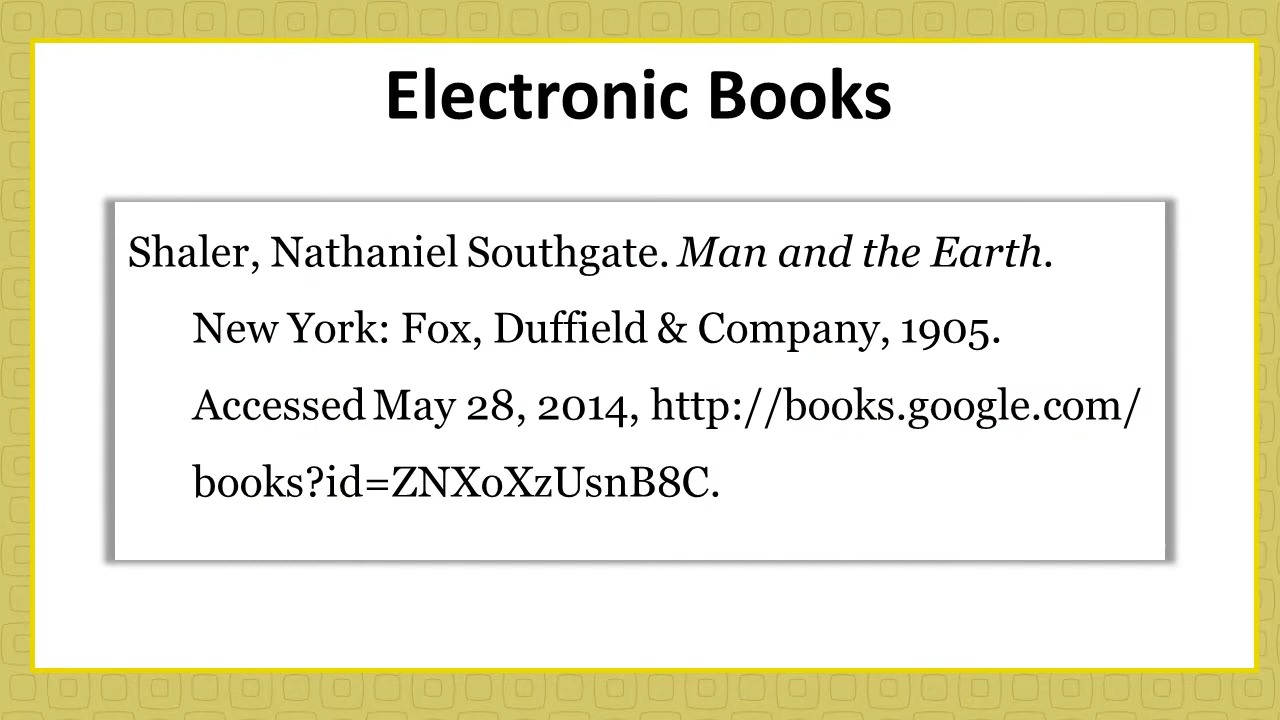 Electronic Books
Shaler, Nathaniel Southgate. Man and the Earth.
New York: Fox, Duffield & Company, 1905.
Accessed May 28, 2014, http://books.google.com/
books?id=ZNXoXzUsnB8C.